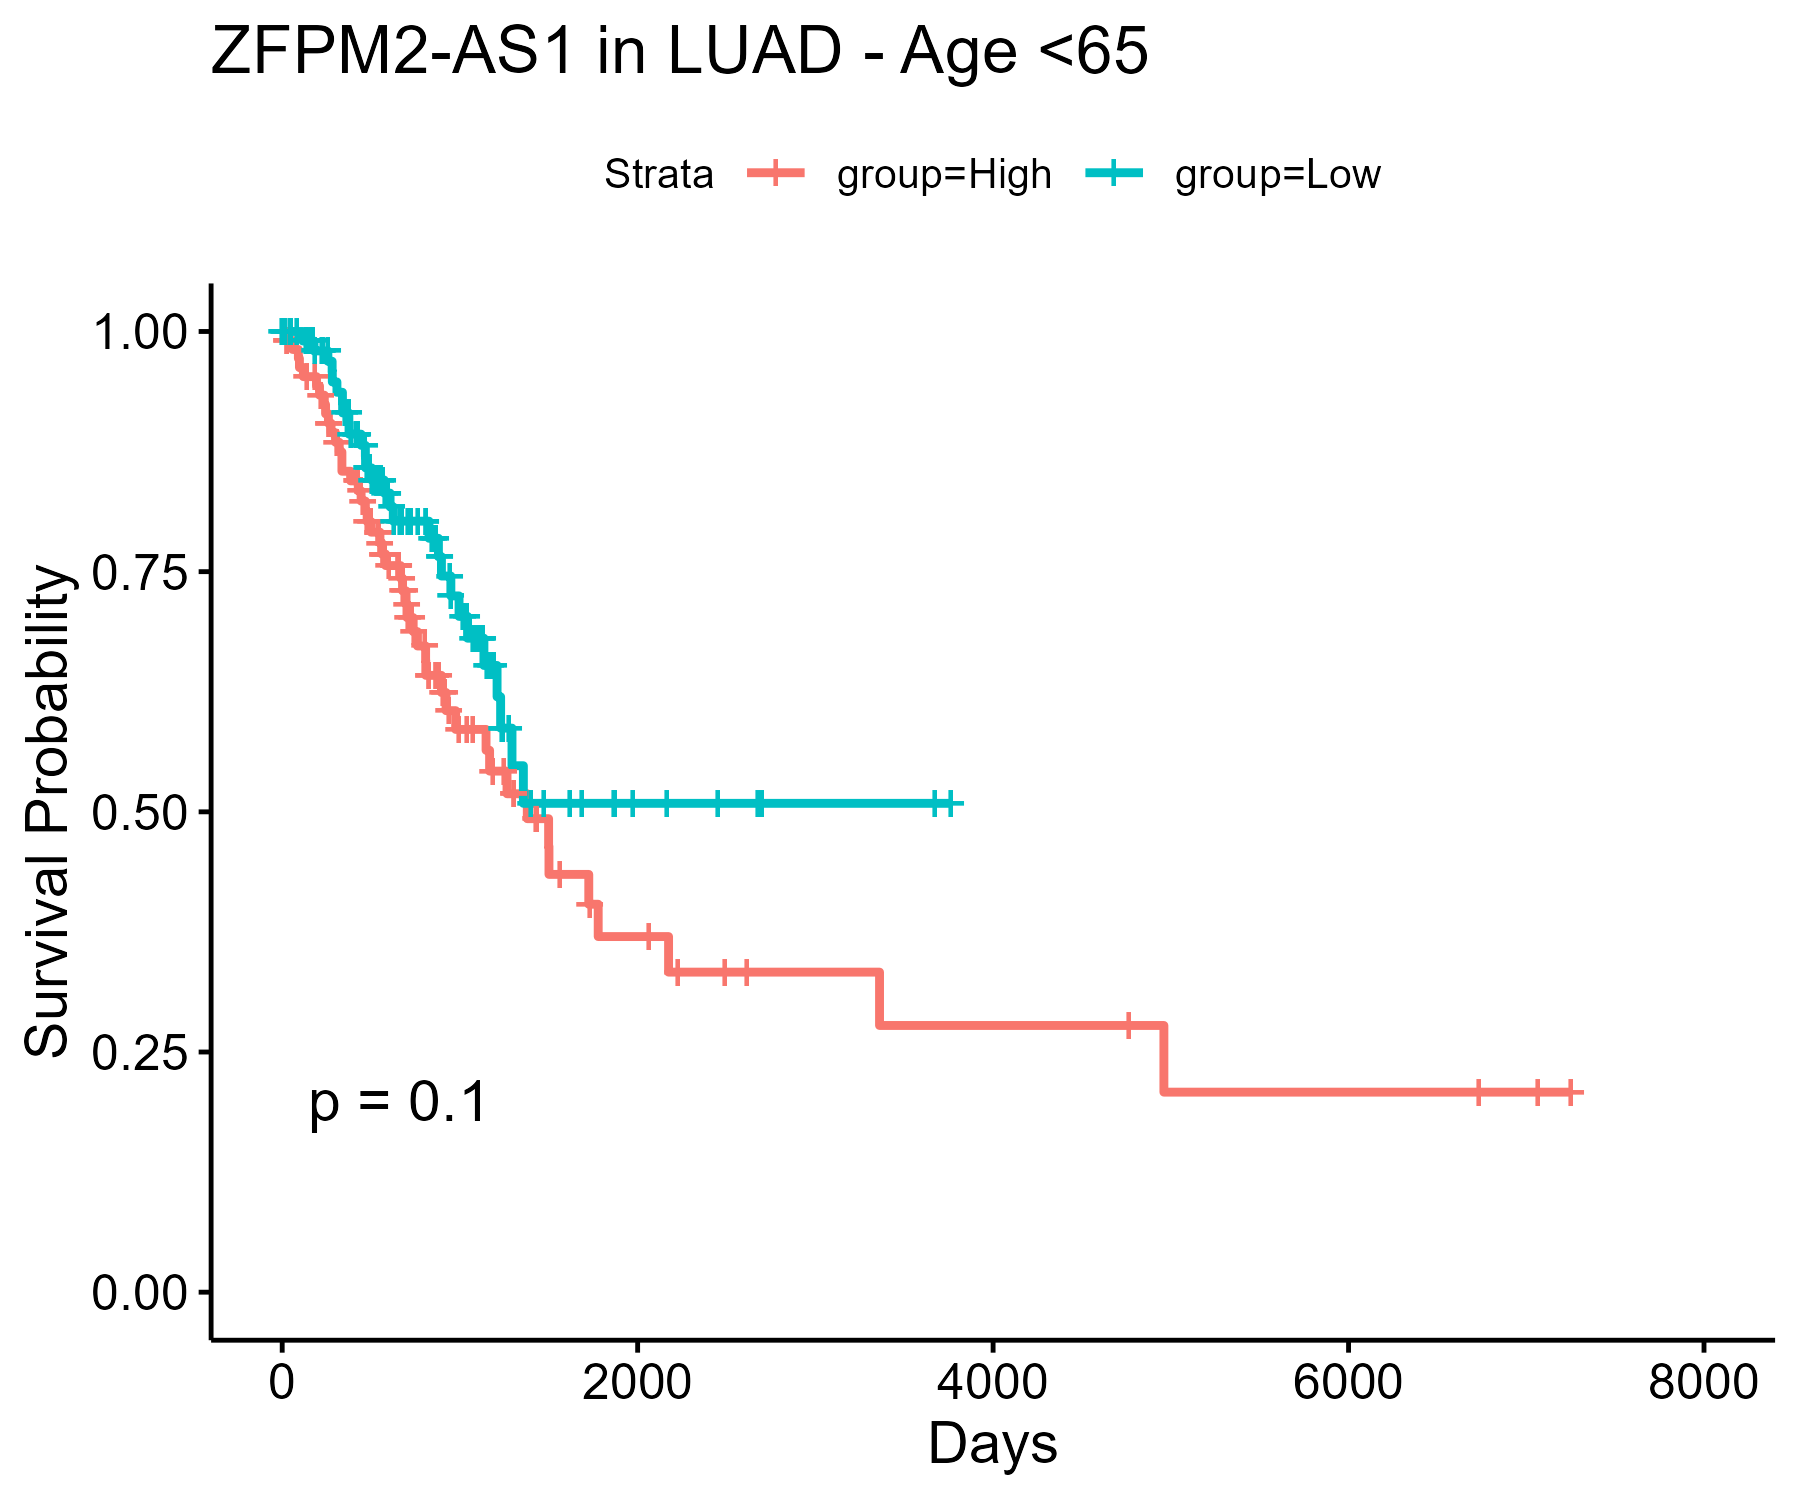 ZFPM2-AS1 in LUAD - Age <65
Strata group=High group=Low
1.00
0.75
0.50
0.25
0.00
Survival Probability
p = 0.1
0 2000 4000 6000 8000
Days